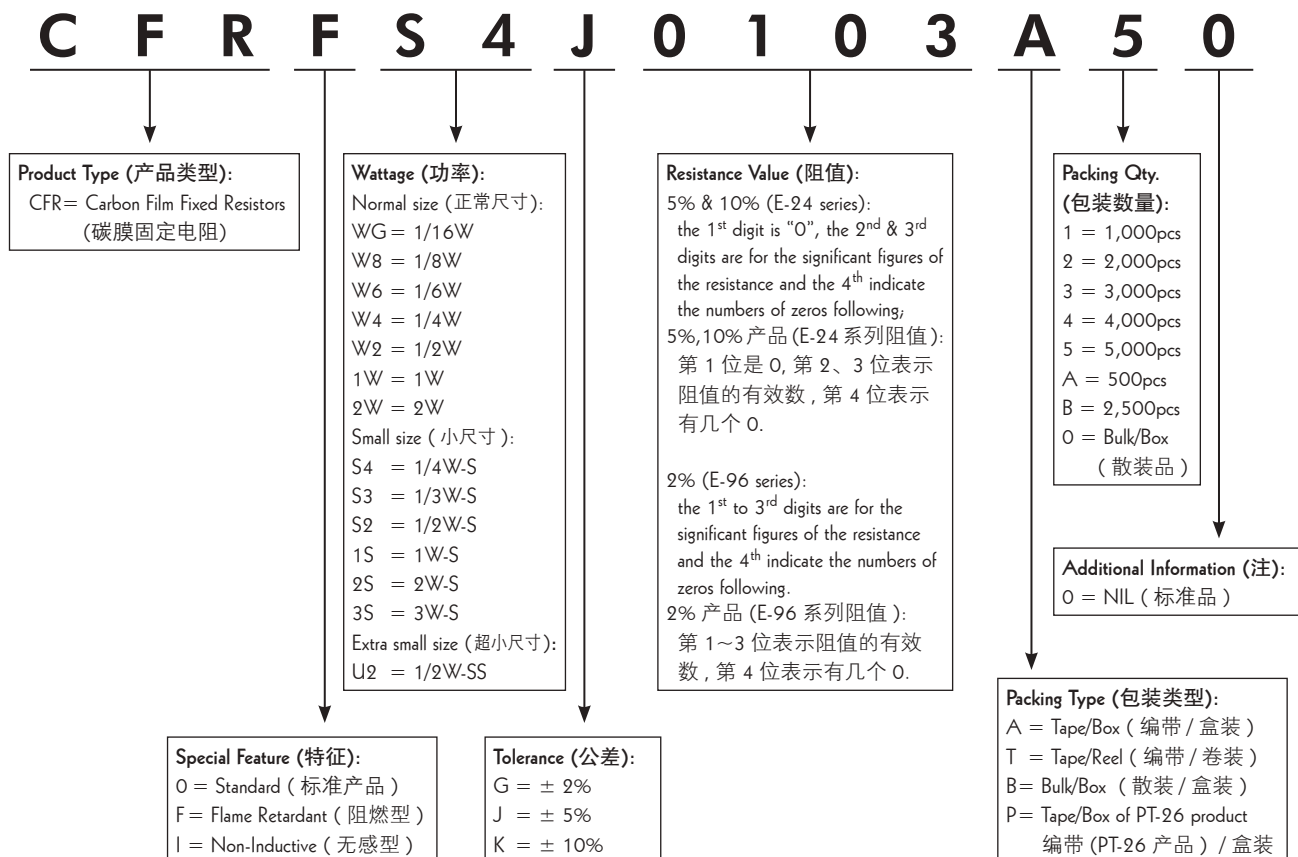 C F R F S 4 J 0 1 0 3 A 5 0
Product Type (产品类型):
CFR= Carbon Film Fixed Resistors
(碳膜固定电阻)
Wattage (功率):
Normal size (正常尺寸):
WG = 1/16W
W8 = 1/8W
W6 = 1/6W
W4 = 1/4W
W2 = 1/2W
1W = 1W
2W = 2W
Small size ( 小尺寸 ):
S4 = 1/4W-S
S3 = 1/3W-S
S2 = 1/2W-S
1S = 1W-S
2S = 2W-S
3S = 3W-S
Extra small size (超小尺寸):
U2 = 1/2W-SS
Resistance Value (阻值):
5% & 10% (E-24 series):
the 1st digit is “0”, the 2nd & 3rd
digits are for the significant figures of
the resistance and the 4th indicate
the numbers of zeros following;
5%,10% 产品 (E-24 系列阻值 ):
第 1 位是 0, 第 2、3 位表示
阻值的有效数 , 第 4 位表示
有几个 0.
2% (E-96 series):
the 1st to 3rd digits are for the
significant figures of the resistance
and the 4th indicate the numbers of
zeros following.
2% 产品 (E-96 系列阻值 ):
第 1~3 位表示阻值的有效
数 , 第 4 位表示有几个 0.
Packing Qty.
(包装数量):
1 = 1,000pcs
2 = 2,000pcs
3 = 3,000pcs
4 = 4,000pcs
5 = 5,000pcs
A = 500pcs
B = 2,500pcs
0 = Bulk/Box
( 散装品 )
Additional Information (注):
0 = NIL ( 标准品 )
Special Feature (特征):
0 = Standard ( 标准产品 )
F = Flame Retardant ( 阻燃型 )
I = Non-Inductive ( 无感型 )
Tolerance (公差):
G = ± 2%
J = ± 5%
K = ± 10%
Packing Type (包装类型):
A = Tape/Box ( 编带 / 盒装 )
T = Tape/Reel ( 编带 / 卷装 )
B= Bulk/Box ( 散装 / 盒装 )
P= Tape/Box of PT-26 product
编带 (PT-26 产品 ) / 盒装